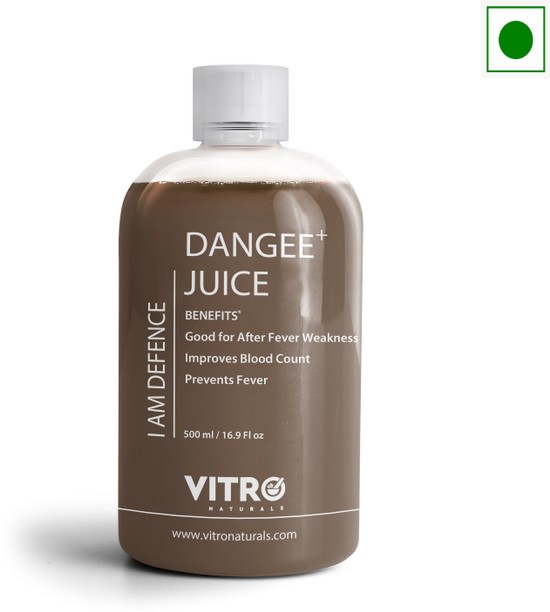 DANGEE+
JUICE
BENEFITS*
Good for After Fever Weakness
Improves Blood Count
Prevents Fever
I AM DEFENCE
500 ml / 16.9 Fl oz
VITRO
NATURALS
www.vitronaturals.com